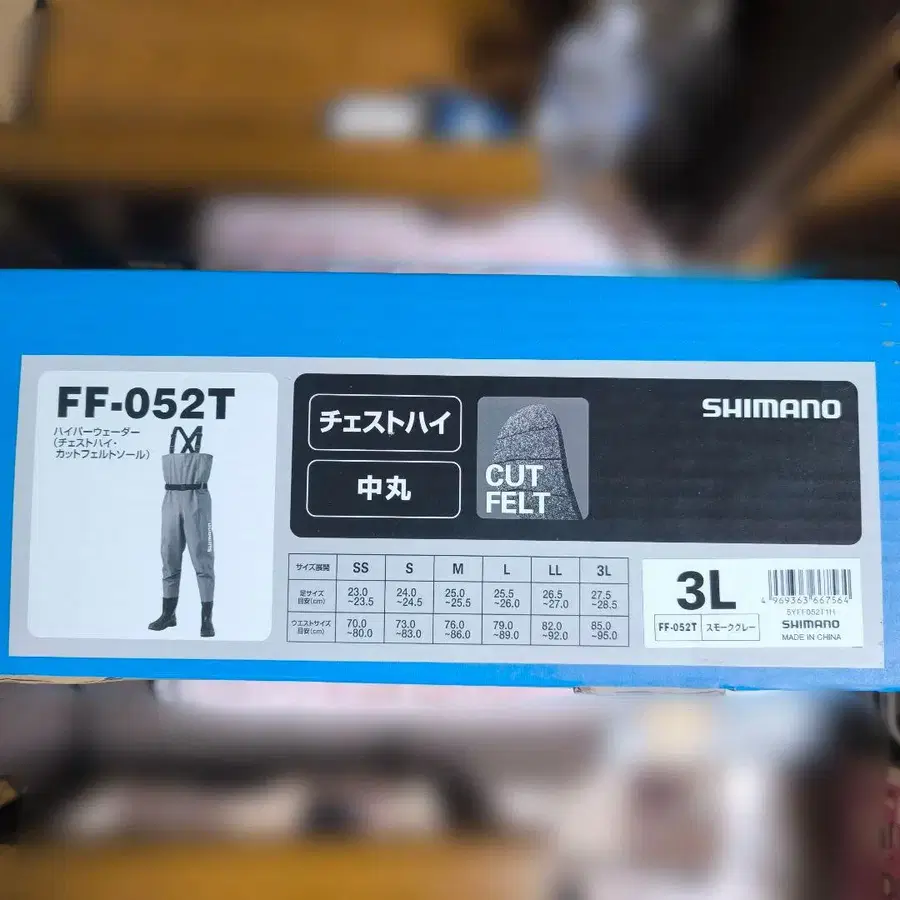 FF-052T
ハイパーウェーダー
(チェストハイ・
カットフェルトソール)
チェストハイ
中丸
CUT
FELT
SHIMANO
サイズ展開 SS S M L LL 3L
足サイズ目安(cm) 23.0~23.5 24.0~24.5 25.0~25.5 25.5~26.0 26.5~27.0 27.5~28.5
ウエストサイズ目安(cm) 70.0~80.0 73.0~83.0 76.0~86.0 79.0~89.0 82.0~92.0 85.0~95.0
3L
FF-052T スモークグレー
4 969363 667564
SHIMANO
MADE IN CHINA